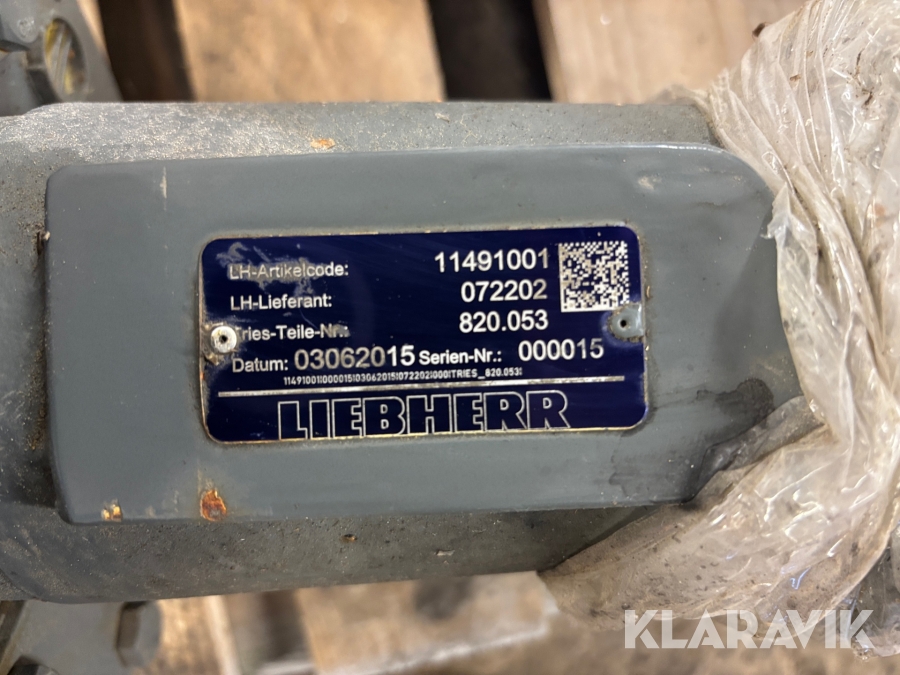 LH-Artikelcode: 11491001
LH-Lieferant: 072202
Tries-Teile-Nr.: 820.053
Datum: 03062015 Serien-Nr.: 000015
11491001|000015|03062015|072202|000|TRIES_820.053|
LIEBHERR
KLARAVIK